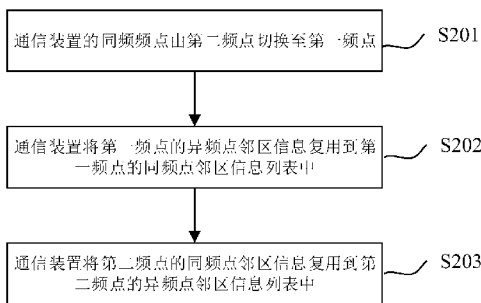 通信装置的同频频点由第二频点切换至第一频点
S201
通信装置将第一频点的异频点邻区信息复用到第
一频点的同频点邻区信息列表中
S202
通信装置将第二频点的同频点邻区信息复用到第
二频点的异频点邻区信息列表中
S203